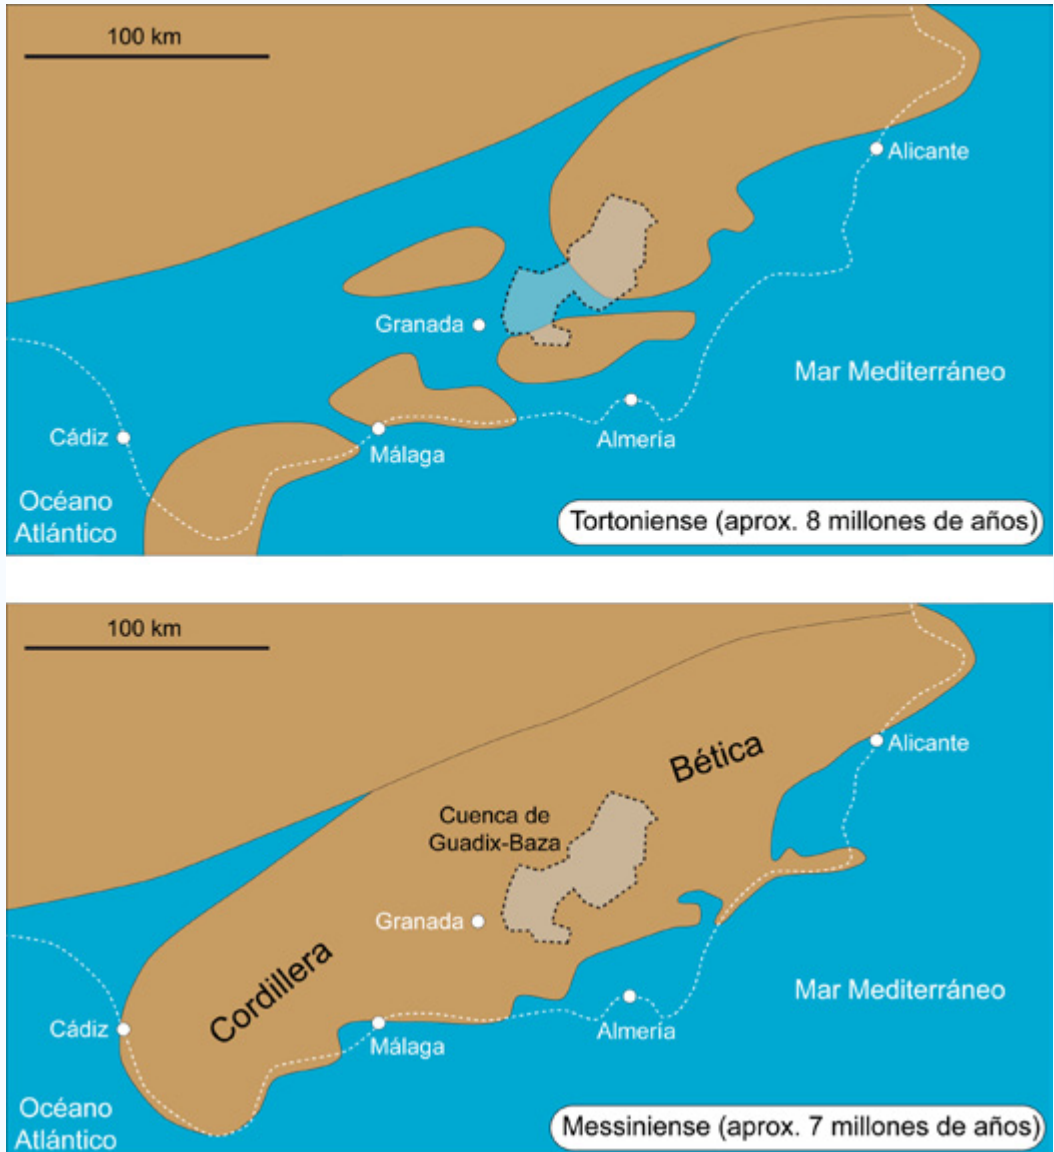 100 km
Alicante
Granada
Mar Mediterráneo
Cádiz
Málaga
Almería
Océano
Atlántico
Tortoniense (aprox. 8 millones de años)
100 km
Bética
Alicante
Cuenca de
Guadix-Baza
Granada
Cordillera
Mar Mediterráneo
Cádiz
Málaga
Almería
Océano
Atlántico
Messiniense (aprox. 7 millones de años)